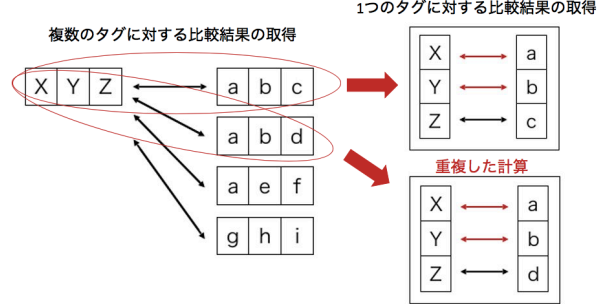 1つのタグに対する比較結果の取得
複数のタグに対する比較結果の取得
X Y Z
a b c
a b d
a e f
g h i
X a
Y b
Z c
重複した計算
X a
Y b
Z d